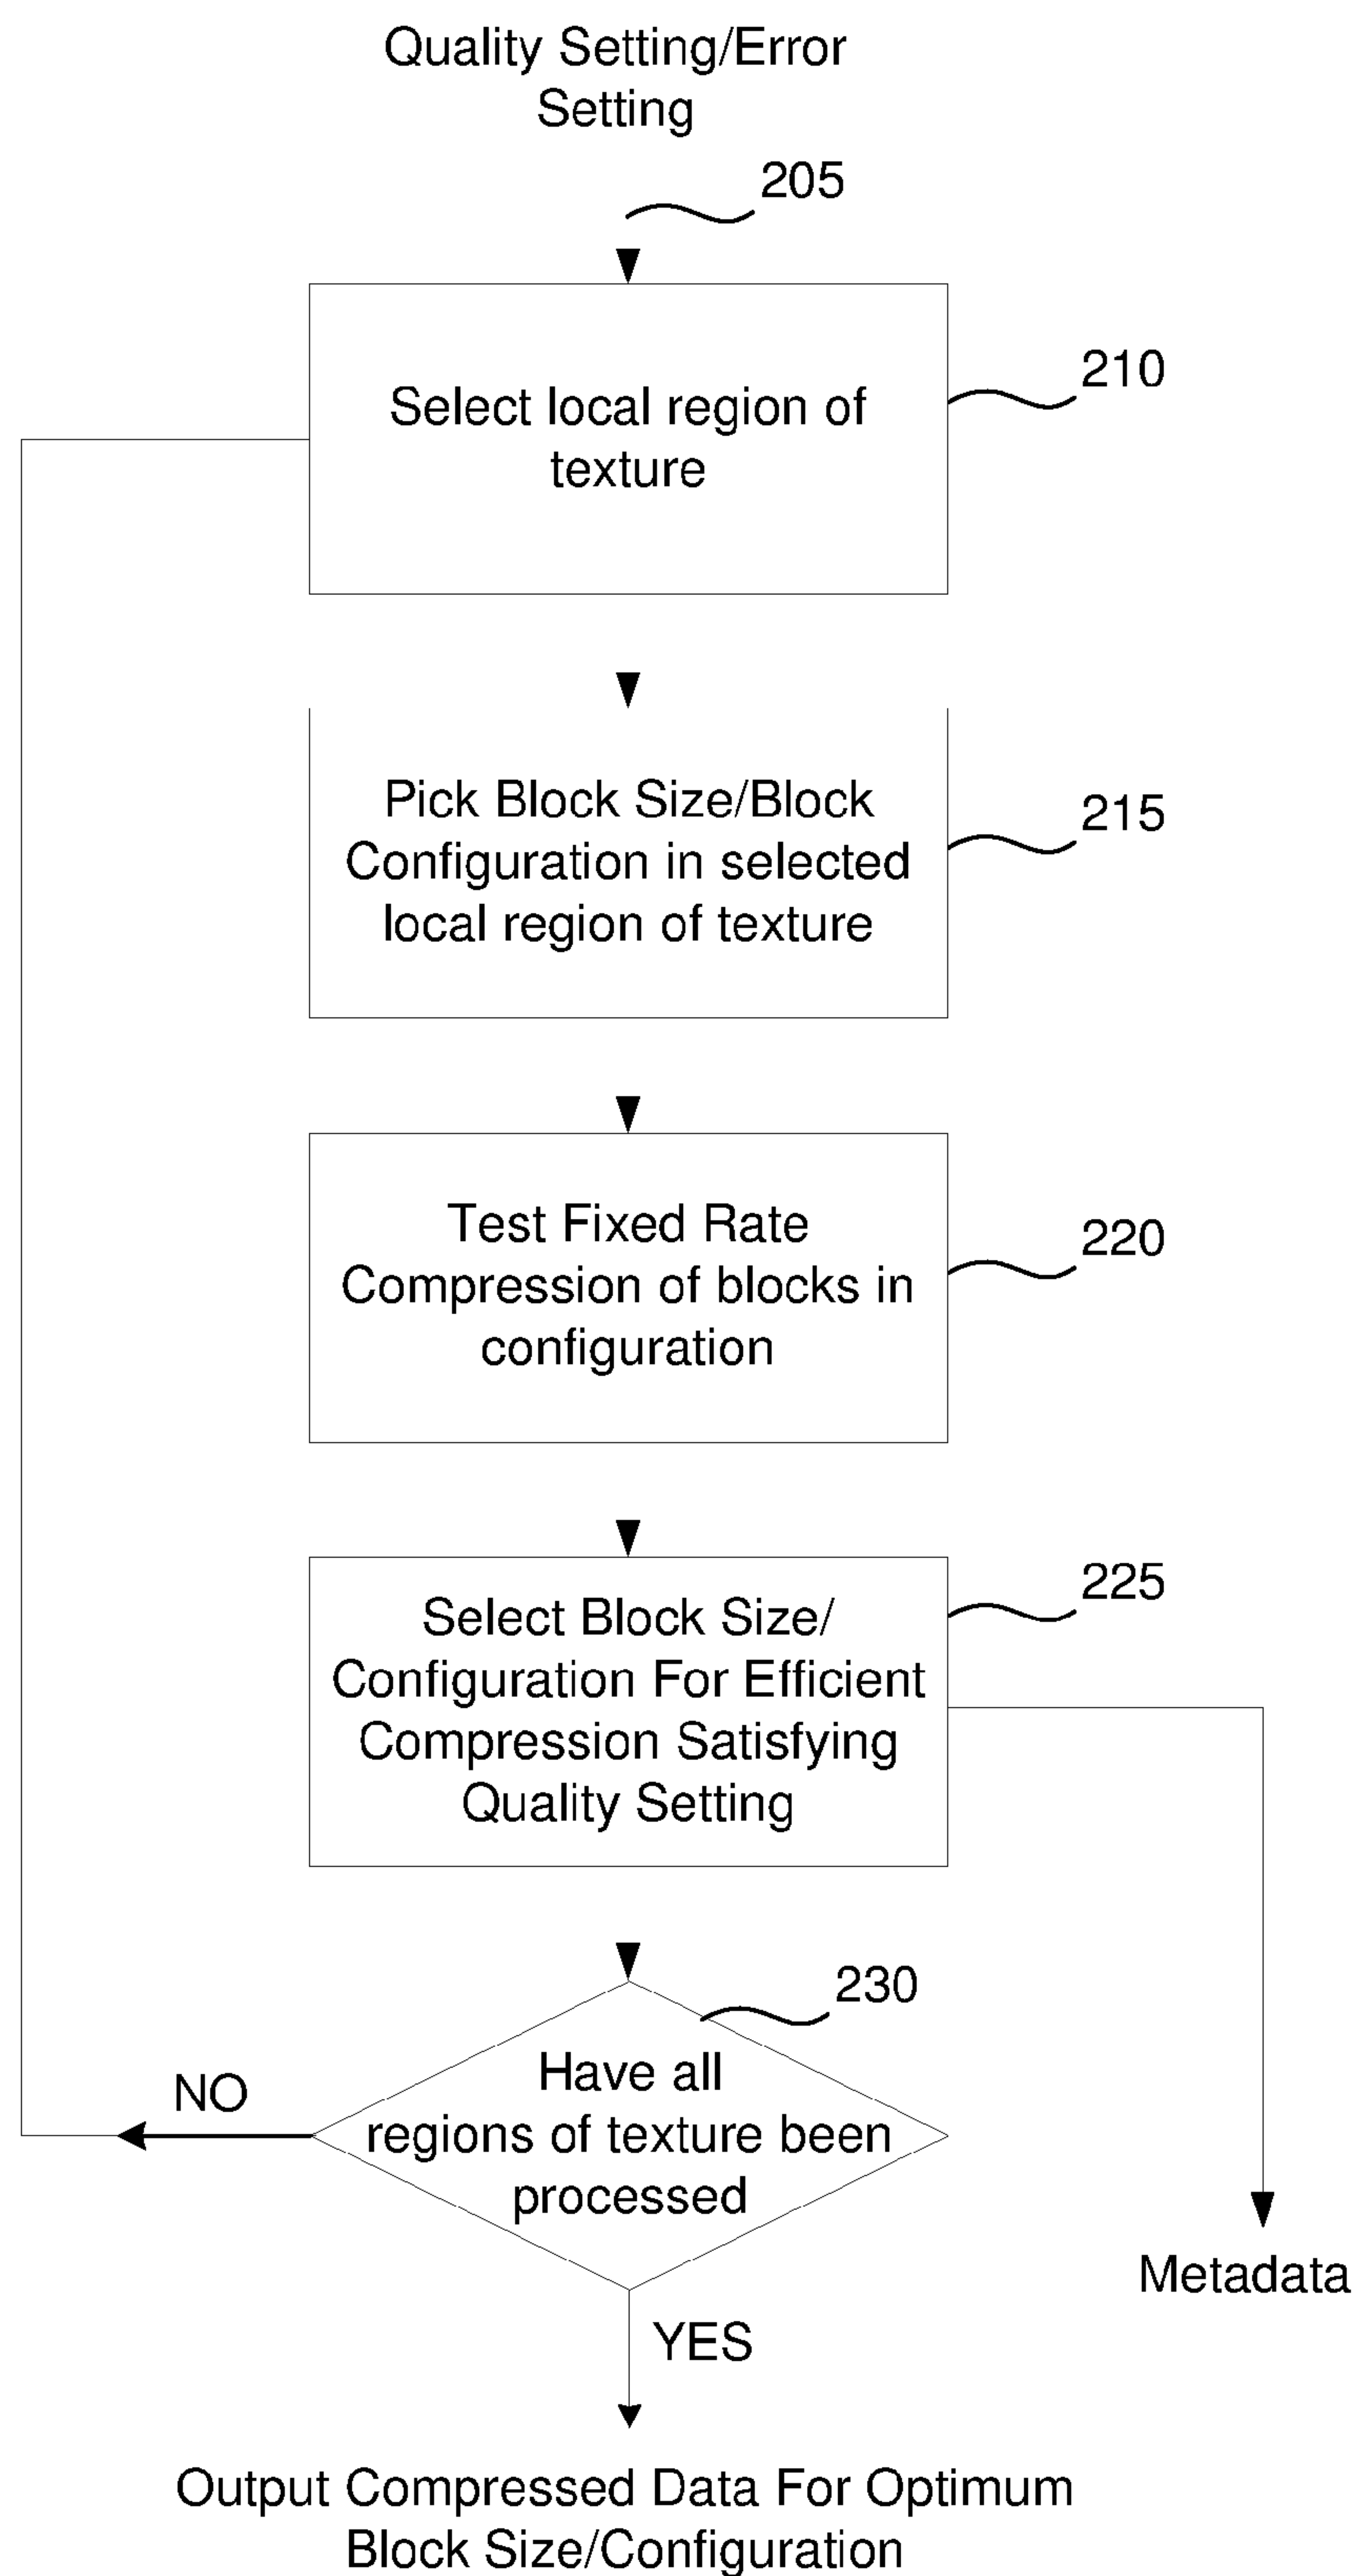 Quality Setting/Error
Setting
205
Select local region of
texture
210
Pick Block Size/Block
Configuration in selected
local region of texture
215
Test Fixed Rate
Compression of blocks in
configuration
220
Select Block Size/
Configuration For Efficient
Compression Satisfying
Quality Setting
225
230
Have all
regions of texture been
processed
NO
YES
Metadata
Output Compressed Data For Optimum
Block Size/Configuration